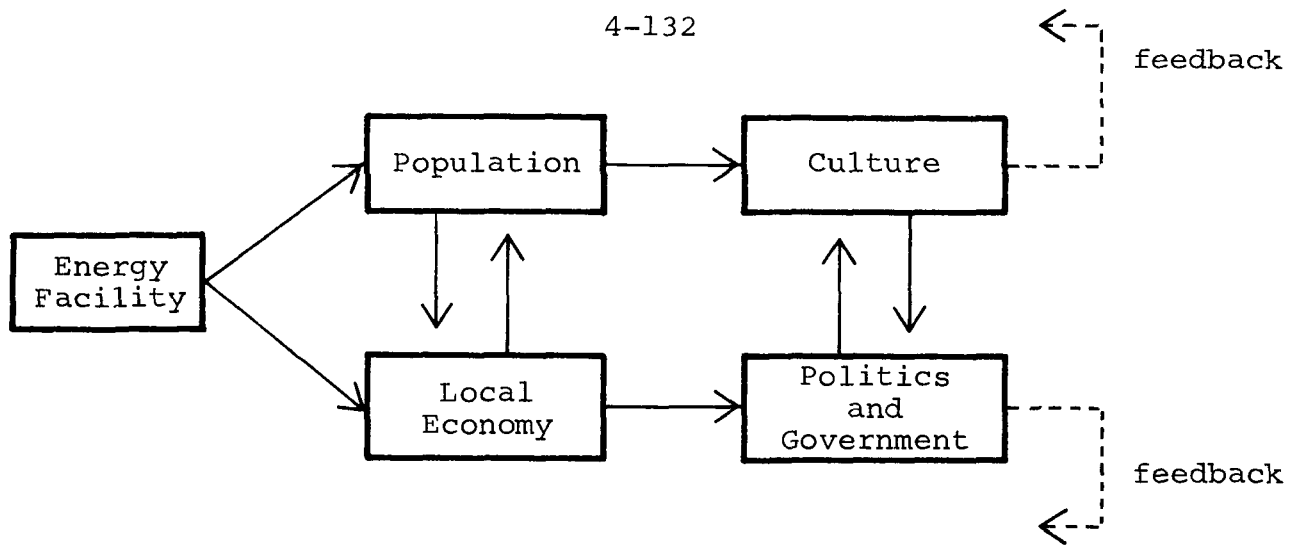 4-132
feedback
Population
Culture
Energy
Facility
Local
Economy
Politics
and
Government
feedback